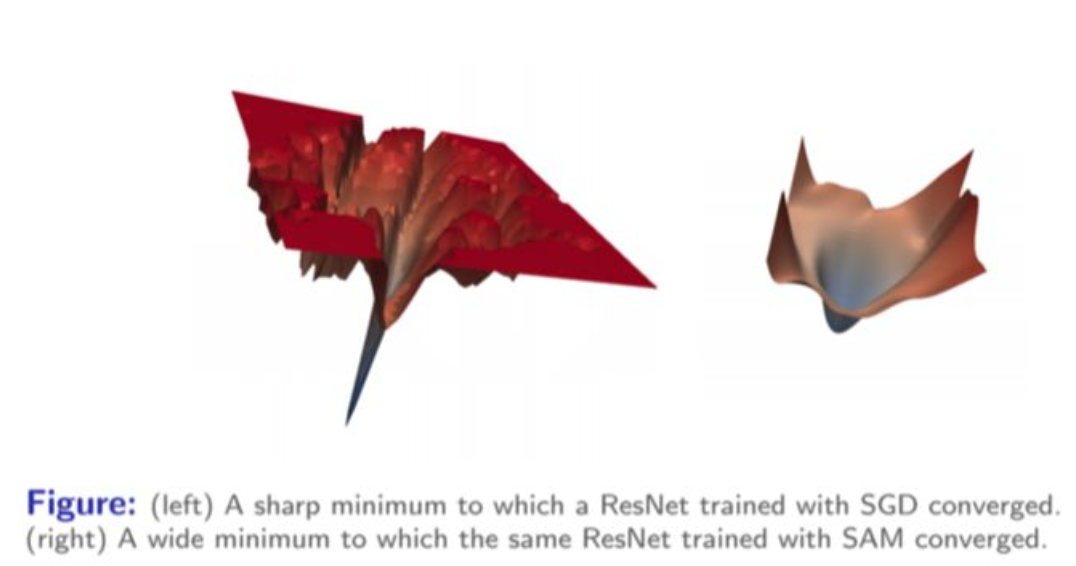 Figure: (left) A sharp minimum to which a ResNet trained with SGD converged.
(right) A wide minimum to which the same ResNet trained with SAM converged.